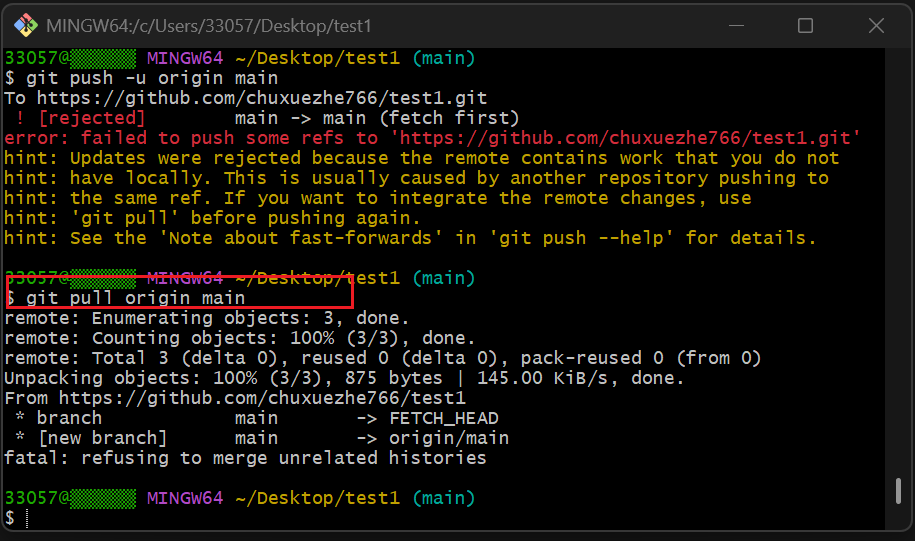 MINGW64:/c/Users/33057/Desktop/test1
33057@ MINGW64 ~/Desktop/test1 (main)
$ git push -u origin main
To https://github.com/chuxuezhe766/test1.git
! [rejected] main -> main (fetch first)
error: failed to push some refs to 'https://github.com/chuxuezhe766/test1.git'
hint: Updates were rejected because the remote contains work that you do not
hint: have locally. This is usually caused by another repository pushing to
hint: the same ref. If you want to integrate the remote changes, use
hint: 'git pull' before pushing again.
hint: See the 'Note about fast-forwards' in 'git push --help' for details.
33057@ MINGW64 ~/Desktop/test1 (main)
$ git pull origin main
remote: Enumerating objects: 3, done.
remote: Counting objects: 100% (3/3), done.
remote: Total 3 (delta 0), reused 0 (delta 0), pack-reused 0 (from 0)
Unpacking objects: 100% (3/3), 875 bytes | 145.00 KiB/s, done.
From https://github.com/chuxuezhe766/test1
* branch main -> FETCH_HEAD
* [new branch] main -> origin/main
fatal: refusing to merge unrelated histories
33057@ MINGW64 ~/Desktop/test1 (main)
$